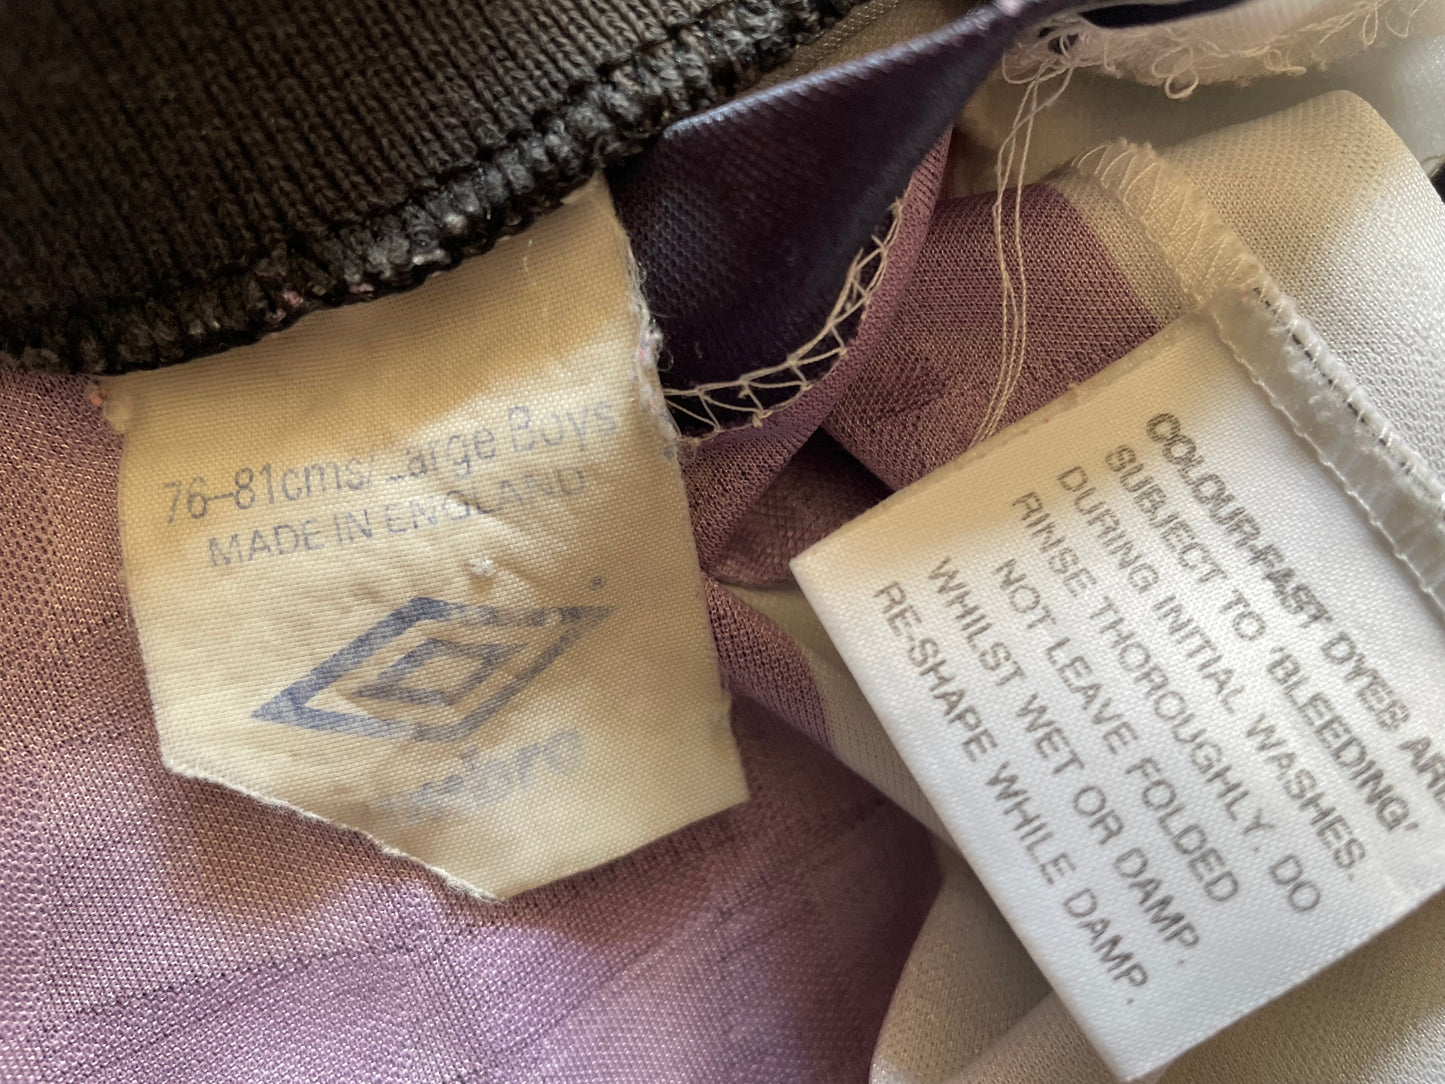 76-81cms/Large Boys
MADE IN ENGLAND
umbro
COLOUR-FAST DYES ARE
SUBJECT TO 'BLEEDING'
DURING INITIAL WASHES.
RINSE THOROUGHLY. DO
NOT LEAVE FOLDED
WHILST WET OR DAMP.
RE-SHAPE WHILE DAMP.